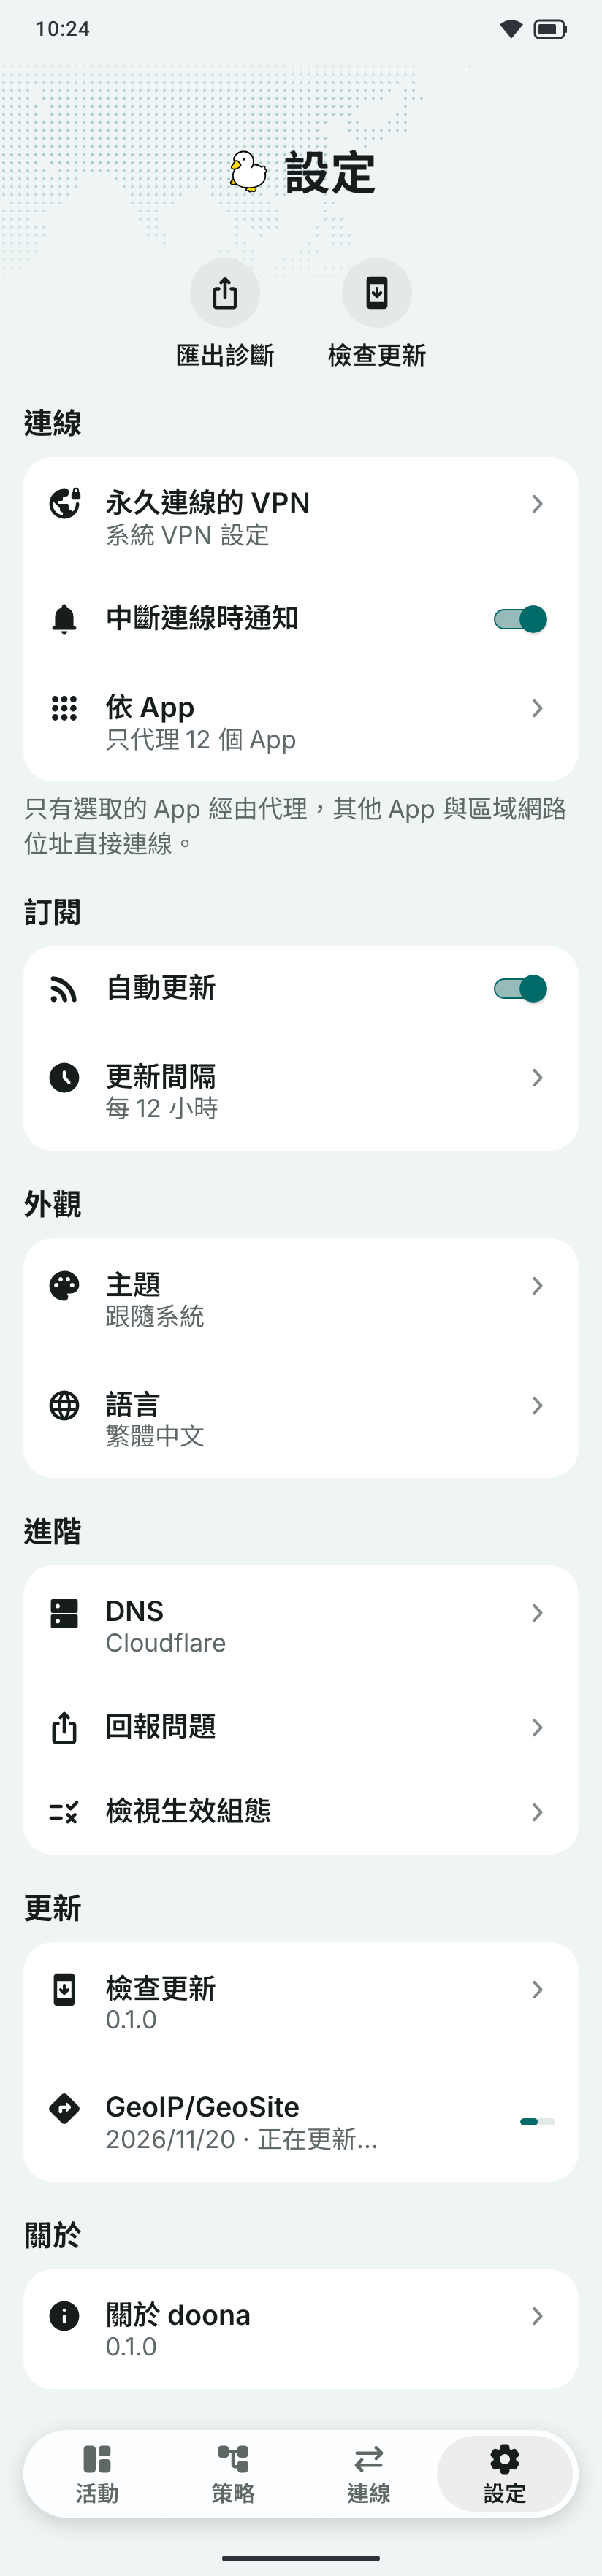 10:24
設定
匯出診斷
檢查更新
連線
永久連線的 VPN
系統 VPN 設定
中斷連線時通知
依 App
只代理 12 個 App
只有選取的 App 經由代理，其他 App 與區域網路
位址直接連線。
訂閱
自動更新
更新間隔
每 12 小時
外觀
主題
跟隨系統
語言
繁體中文
進階
DNS
Cloudflare
回報問題
檢視生效組態
更新
檢查更新
0.1.0
GeoIP/GeoSite
2026/11/20 · 正在更新…
關於
關於 doona
0.1.0
活動
策略
連線
設定